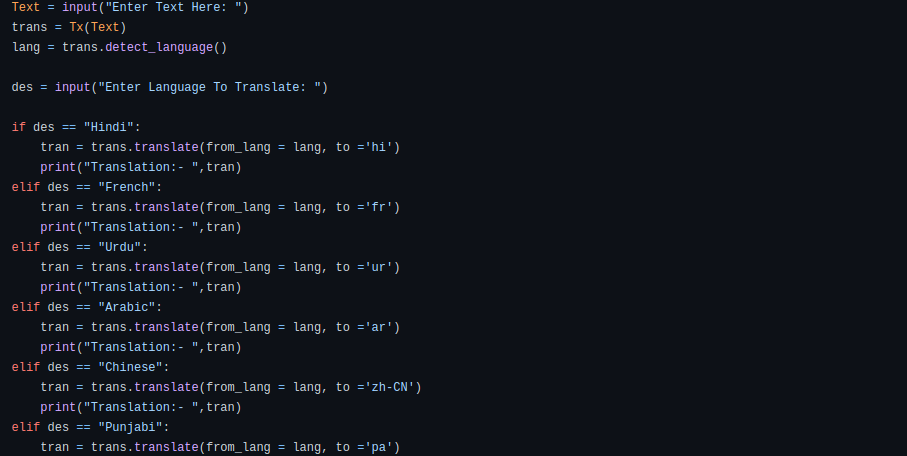 Text = input("Enter Text Here: ")
trans = Tx(Text)
lang = trans.detect_language()

des = input("Enter Language To Translate: ")

if des == "Hindi":
    tran = trans.translate(from_lang = lang, to ='hi')
    print("Translation:- ",tran)
elif des == "French":
    tran = trans.translate(from_lang = lang, to ='fr')
    print("Translation:- ",tran)
elif des == "Urdu":
    tran = trans.translate(from_lang = lang, to ='ur')
    print("Translation:- ",tran)
elif des == "Arabic":
    tran = trans.translate(from_lang = lang, to ='ar')
    print("Translation:- ",tran)
elif des == "Chinese":
    tran = trans.translate(from_lang = lang, to ='zh-CN')
    print("Translation:- ",tran)
elif des == "Punjabi":
    tran = trans.translate(from_lang = lang, to ='pa')